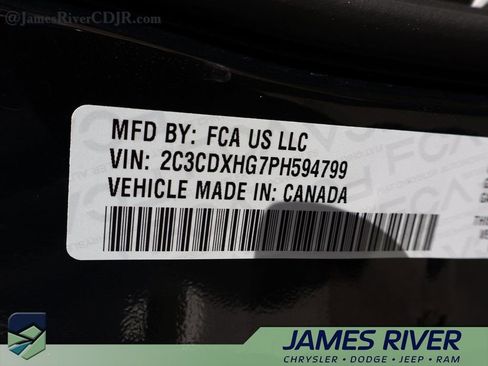 @JamesRiverCDJR.com
MFD BY: FCA US LLC
VIN: 2C3CDXHG7PH594799
VEHICLE MADE IN: CANADA
JAMES RIVER
CHRYSLER • DODGE • JEEP • RAM